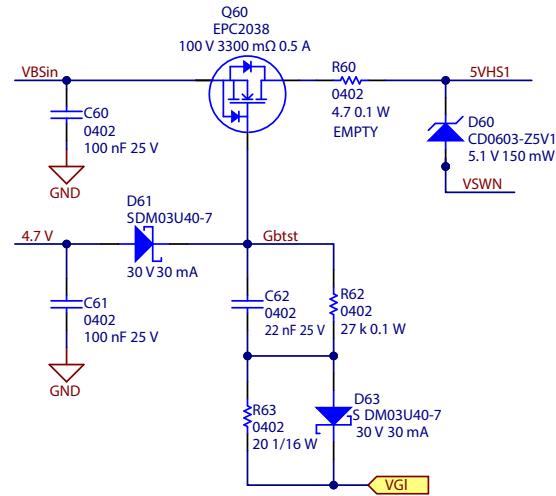 Q60
EPC2038
100 V 3300 mΩ 0.5 A
VBSin
R60
5VHS1
0402
4.7 0.1 W
EMPTY
C60
0402
100 nF 25 V
GND
D60
CD0603-Z5V1
5.1 V 150 mW
VSWN
D61
SDM03U40-7
4.7 V
30 V 30 mA
Gbtst
C61
0402
100 nF 25 V
GND
C62
0402
22 nF 25 V
R62
0402
27 k 0.1 W
R63
0402
20 1/16 W
D63
S DM03U40-7
30 V 30 mA
VGI